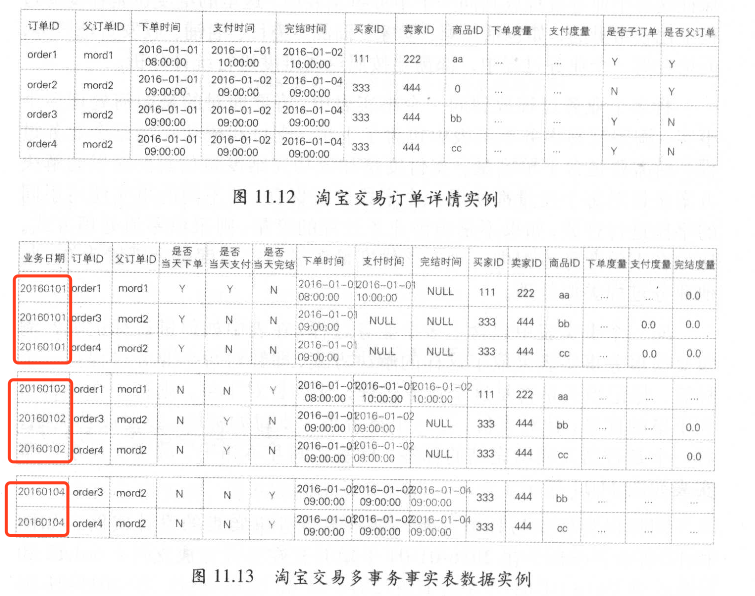 订单ID 父订单ID 下单时间 支付时间 完结时间 买家ID 卖家ID 商品ID 下单度量 支付度量 是否子订单 是否父订单
order1 mord1 2016-01-01 08:00:00 2016-01-01 10:00:00 2016-01-02 10:00:00 111 222 aa ... ... Y Y
order2 mord2 2016-01-01 09:00:00 2016-01-02 09:00:00 2016-01-04 09:00:00 333 444 0 ... ... N Y
order3 mord2 2016-01-01 09:00:00 2016-01-02 09:00:00 2016-01-04 09:00:00 333 444 bb ... ... Y N
order4 mord2 2016-01-01 09:00:00 2016-01-02 09:00:00 2016-01-04 09:00:00 333 444 cc ... ... Y N
图 11.12 淘宝交易订单详情实例
业务日期 订单ID 父订单ID 是否当天下单 是否当天支付 是否当天完结 下单时间 支付时间 完结时间 买家ID 卖家ID 商品ID 下单度量 支付度量 完结度量
20160101 order1 mord1 Y Y N 2016-01-01 08:00:00 2016-01-01 10:00:00 NULL 111 222 aa ... ... 0.0
20160101 order3 mord2 Y N N 2016-01-01 09:00:00 NULL NULL 333 444 bb ... 0.0 0.0
20160101 order4 mord2 Y N N 2016-01-01 09:00:00 NULL NULL 333 444 cc ... 0.0 0.0
20160102 order1 mord1 N N Y 2016-01-01 08:00:00 2016-01-01 10:00:00 2016-01-02 10:00:00 111 222 aa ... ... ...
20160102 order3 mord2 N Y N 2016-01-01 09:00:00 2016-01-02 09:00:00 NULL 333 444 bb ... ... 0.0
20160102 order4 mord2 N Y N 2016-01-01 09:00:00 2016-01-02 09:00:00 NULL 333 444 cc ... ... 0.0
20160104 order3 mord2 N N Y 2016-01-01 09:00:00 2016-01-02 09:00:00 2016-01-04 09:00:00 333 444 bb ... ... ...
20160104 order4 mord2 N N Y 2016-01-01 09:00:00 2016-01-02 09:00:00 2016-01-04 09:00:00 333 444 cc ... ... ...
图 11.13 淘宝交易多事务事实表数据实例